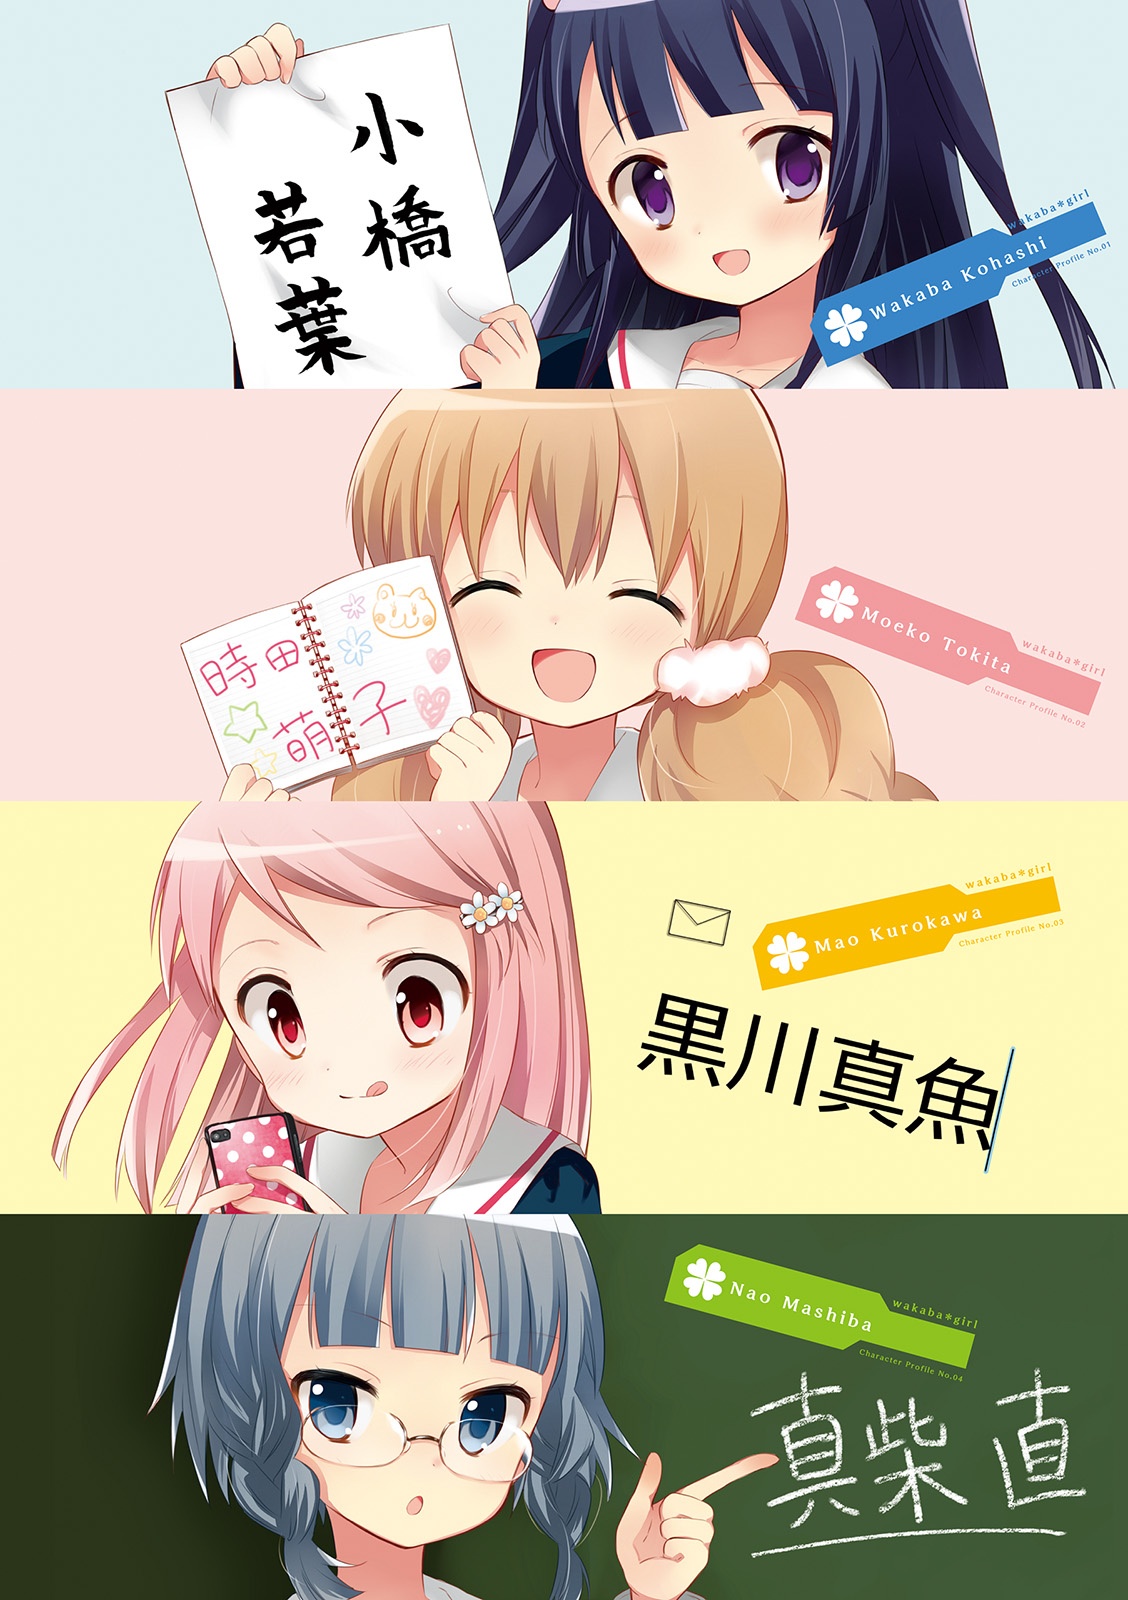 小橋
若葉
wakaba*girl
Wakaba Kohashi
Character Profile No.01
時田
萌子
Moeko Tokita
wakaba*girl
Character Profile No.02
wakaba*girl
Mao Kurokawa
Character Profile No.03
黒川真魚
Nao Mashiba
wakaba*girl
Character Profile No.04
真柴 直